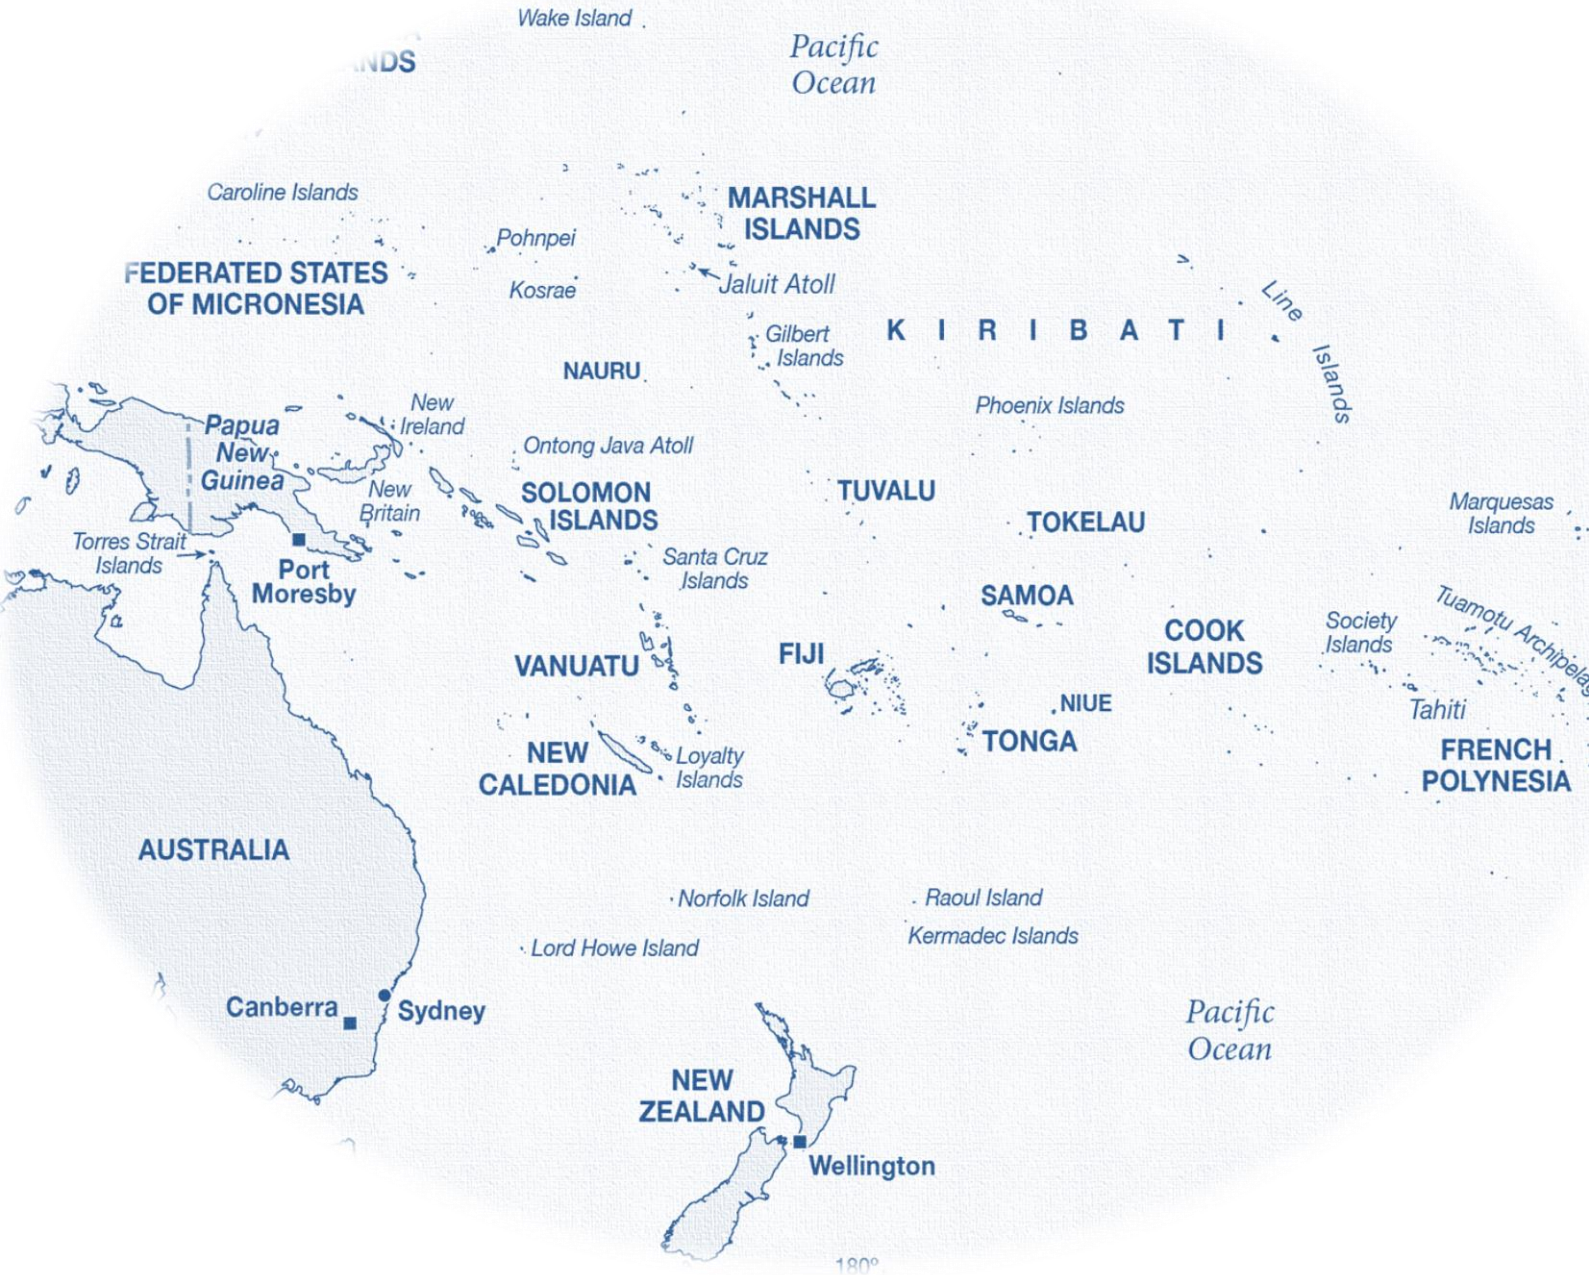 Wake Island
Pacific
Ocean
NDS
Caroline Islands
MARSHALL
ISLANDS
Pohnpei
FEDERATED STATES
OF MICRONESIA
Kosrae
Jaluit Atoll
Line
Islands
Gilbert
Islands
KIRIBATI
NAURU
Phoenix Islands
New
Ireland
Papua
New
Guinea
Ontong Java Atoll
New
Britain
SOLOMON
ISLANDS
TUVALU
TOKELAU
Marquesas
Islands
Torres Strait
Islands
Port
Moresby
Santa Cruz
Islands
SAMOA
COOK
ISLANDS
Society
Islands
Tuamotu Archipela
VANUATU
FIJI
NIUE
TONGA
Tahiti
NEW
CALEDONIA
Loyalty
Islands
FRENCH
POLYNESIA
AUSTRALIA
Norfolk Island
Raoul Island
Lord Howe Island
Kermadec Islands
Canberra
Sydney
Pacific
Ocean
NEW
ZEALAND
Wellington
180°